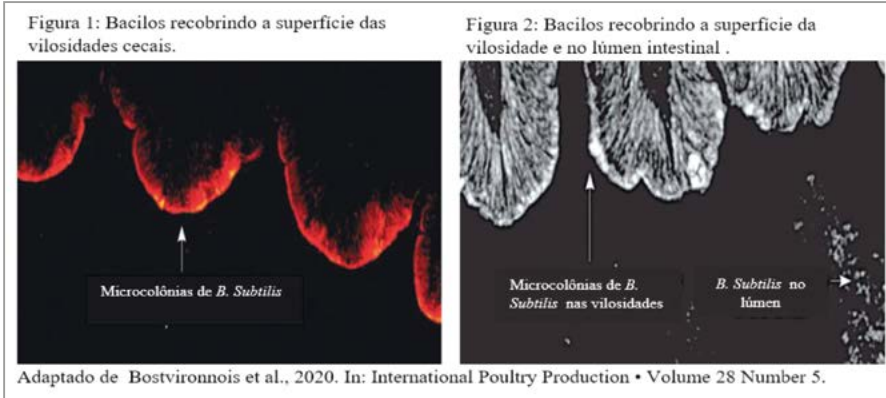 Figura 1: Bacilos recobrindo a superfície das
vilosidades cecais.
Microcolônias de B. Subtilis
Figura 2: Bacilos recobrindo a superfície da
vilosidade e no lúmen intestinal .
Microcolônias de B.
Subtilis nas vilosidades
B. Subtilis no
lúmen
Adaptado de Bostvironnois et al., 2020. In: International Poultry Production • Volume 28 Number 5.